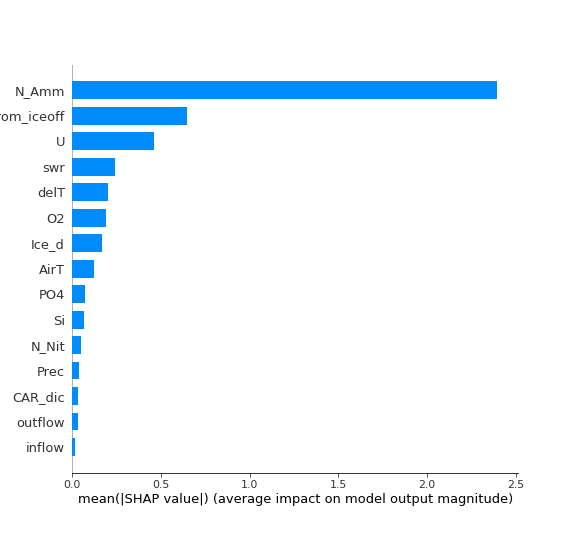 N_Amm
rom_iceoff
U
swr
delT
O2
Ice_d
AirT
PO4
Si
N_Nit
Prec
CAR_dic
outflow
inflow
0.0 0.5 1.0 1.5 2.0 2.5
mean(|SHAP value|) (average impact on model output magnitude)